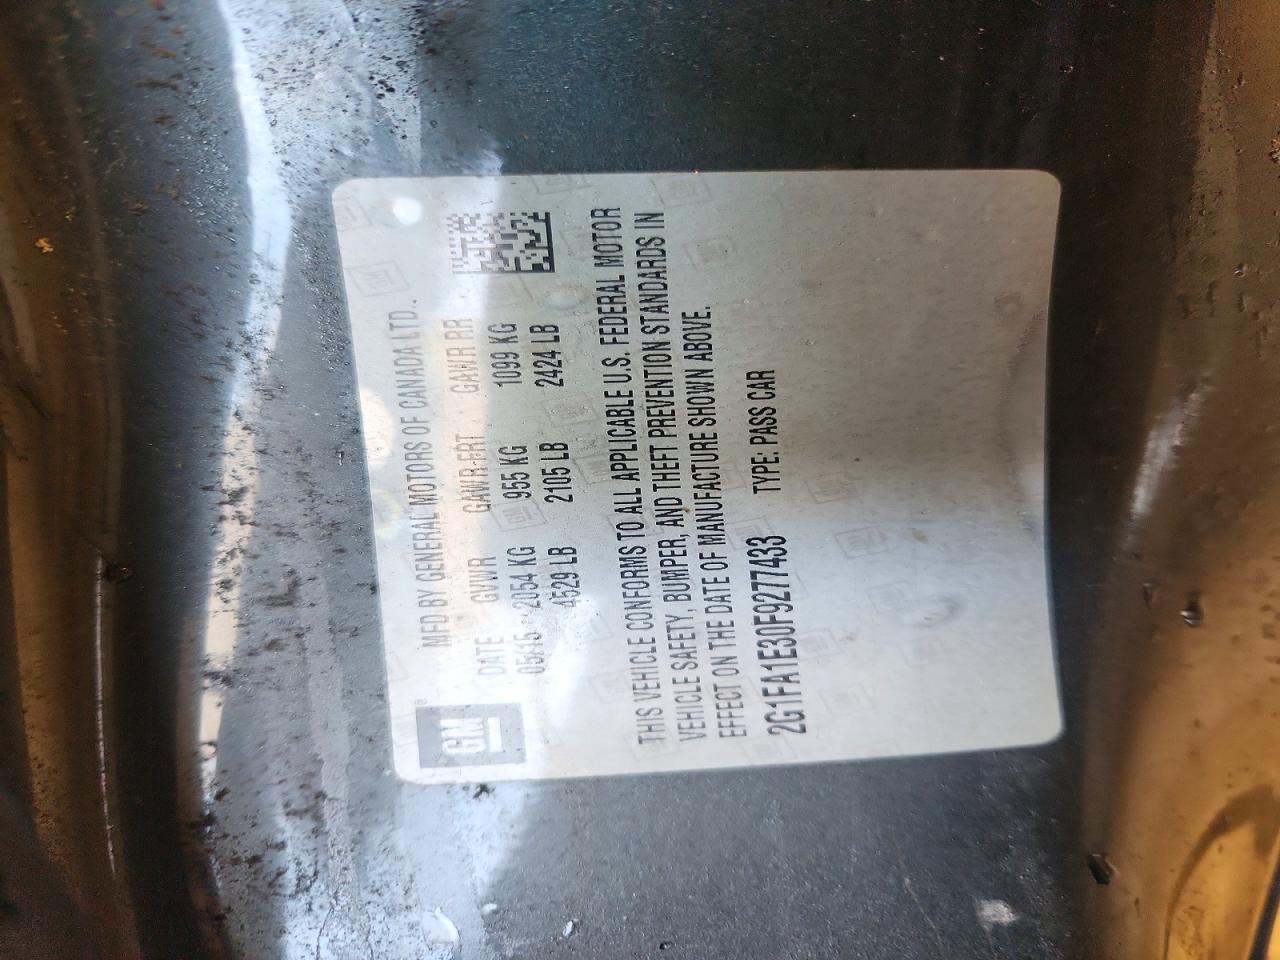 GM
MFD BY GENERAL MOTORS OF CANADA LTD.
DATE GVWR GAWR FRT GAWR RR
05/15 2054 KG 955 KG 1099 KG
4529 LB 2105 LB 2424 LB
THIS VEHICLE CONFORMS TO ALL APPLICABLE U.S. FEDERAL MOTOR
VEHICLE SAFETY, BUMPER, AND THEFT PREVENTION STANDARDS IN
EFFECT ON THE DATE OF MANUFACTURE SHOWN ABOVE.
2G1FA1E30F9277433 TYPE: PASS CAR